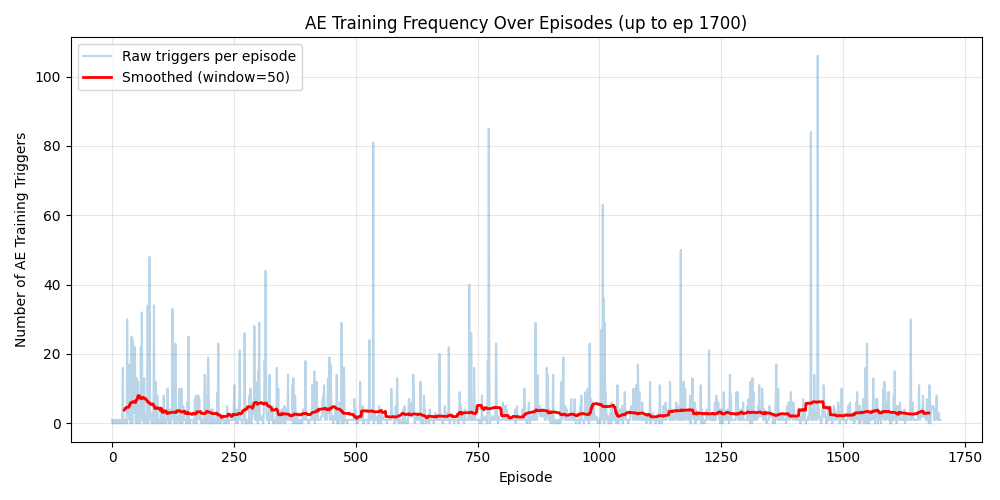 AE Training Frequency Over Episodes (up to ep 1700)
Raw triggers per episode
Smoothed (window=50)
Number of AE Training Triggers
100
80
60
40
20
0
0 250 500 750 1000 1250 1500 1750
Episode